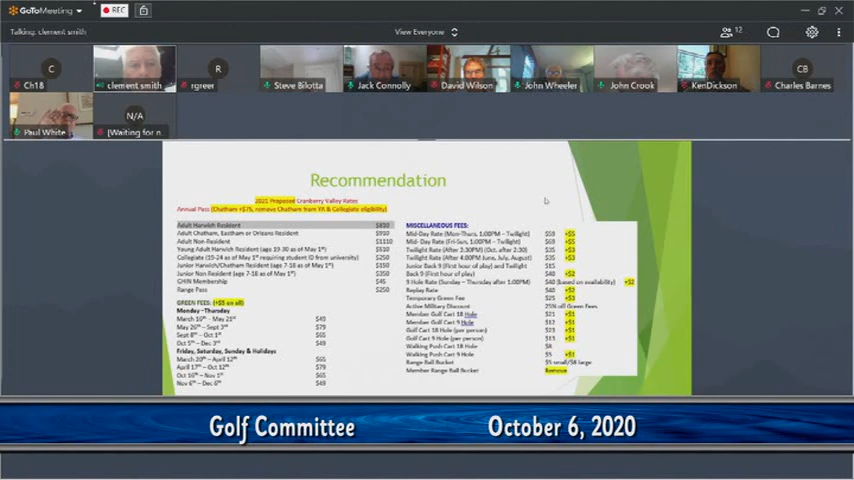 GoToMeeting
REC
Talking: clement smith
View Everyone
12
C
Ch18
clement smith
R
rgreer
Steve Bilotta
Jack Connolly
David Wilson
John Wheeler
John Crook
KenDickson
CB
Charles Barnes
Paul White
N/A
(Waiting for n...
Recommendation
2021 Proposed Cranberry Valley Rates
Annual Pass (Chatham +$75, remove Chatham from YA & Collegiate eligibility)
Adult Harwich Resident
Adult Chatham, Eastham or Orleans Resident $910
Adult Non-Resident $1110
Young Adult Harwich Resident (age 19-30 as of May 1st) $510
Collegiate (19-24 as of May 1st requiring student ID from university) $250
Junior Harwich/Chatham Resident (age 7-18 as of May 1st) $150
Junior Non Resident (age 7-18 as of May 1st) $350
GHIN Membership $45
Range Pass $250
GREEN FEES: (+$5 on all)
Monday –Thursday
March 10th – May 21st $49
May 26th – Sept 3rd $79
Sept 8th – Oct 1st $65
Oct 5th – Dec 3rd $49
Friday, Saturday, Sunday & Holidays
March 20th – April 12th $65
April 17th – Oct 12th $79
Oct 16th – Nov 1st $65
Nov 6th – Dec 6th $49
MISCELLANEOUS FEES:
Mid-Day Rate (Mon-Thurs, 1:00PM – Twilight) $59 +$5
Mid- Day Rate (Fri-Sun, 1:00PM – Twilight) $69 +$5
Twilight Rate (After 2:30PM) (Oct. after 2:30) $35 +$3
Twilight Rate (After 4:00PM June, July, August) $35 +$3
Junior Back 9 (First hour of play) and Twilight $15
Back 9 (First hour of play) $40 +$2
9 Hole Rate (Sunday – Thursday after 1:00PM) $40 (based on availability) +$2
Replay Rate $40 +$2
Temporary Green Fee $25 +$3
Active Military Discount 25% off Green Fees
Member Golf Cart 18 Hole $21 +$1
Member Golf Cart 9 Hole $12 +$1
Golf Cart 18 Hole (per person) $21 +$1
Golf Cart 9 Hole (per person) +$1
Walking Push Cart 18 Hole $8
Walking Push Cart 9 Hole $5 +$1
Range Ball Bucket $5 small/$8 large
Member Range Ball Bucket Remove
Golf Committee October 6, 2020